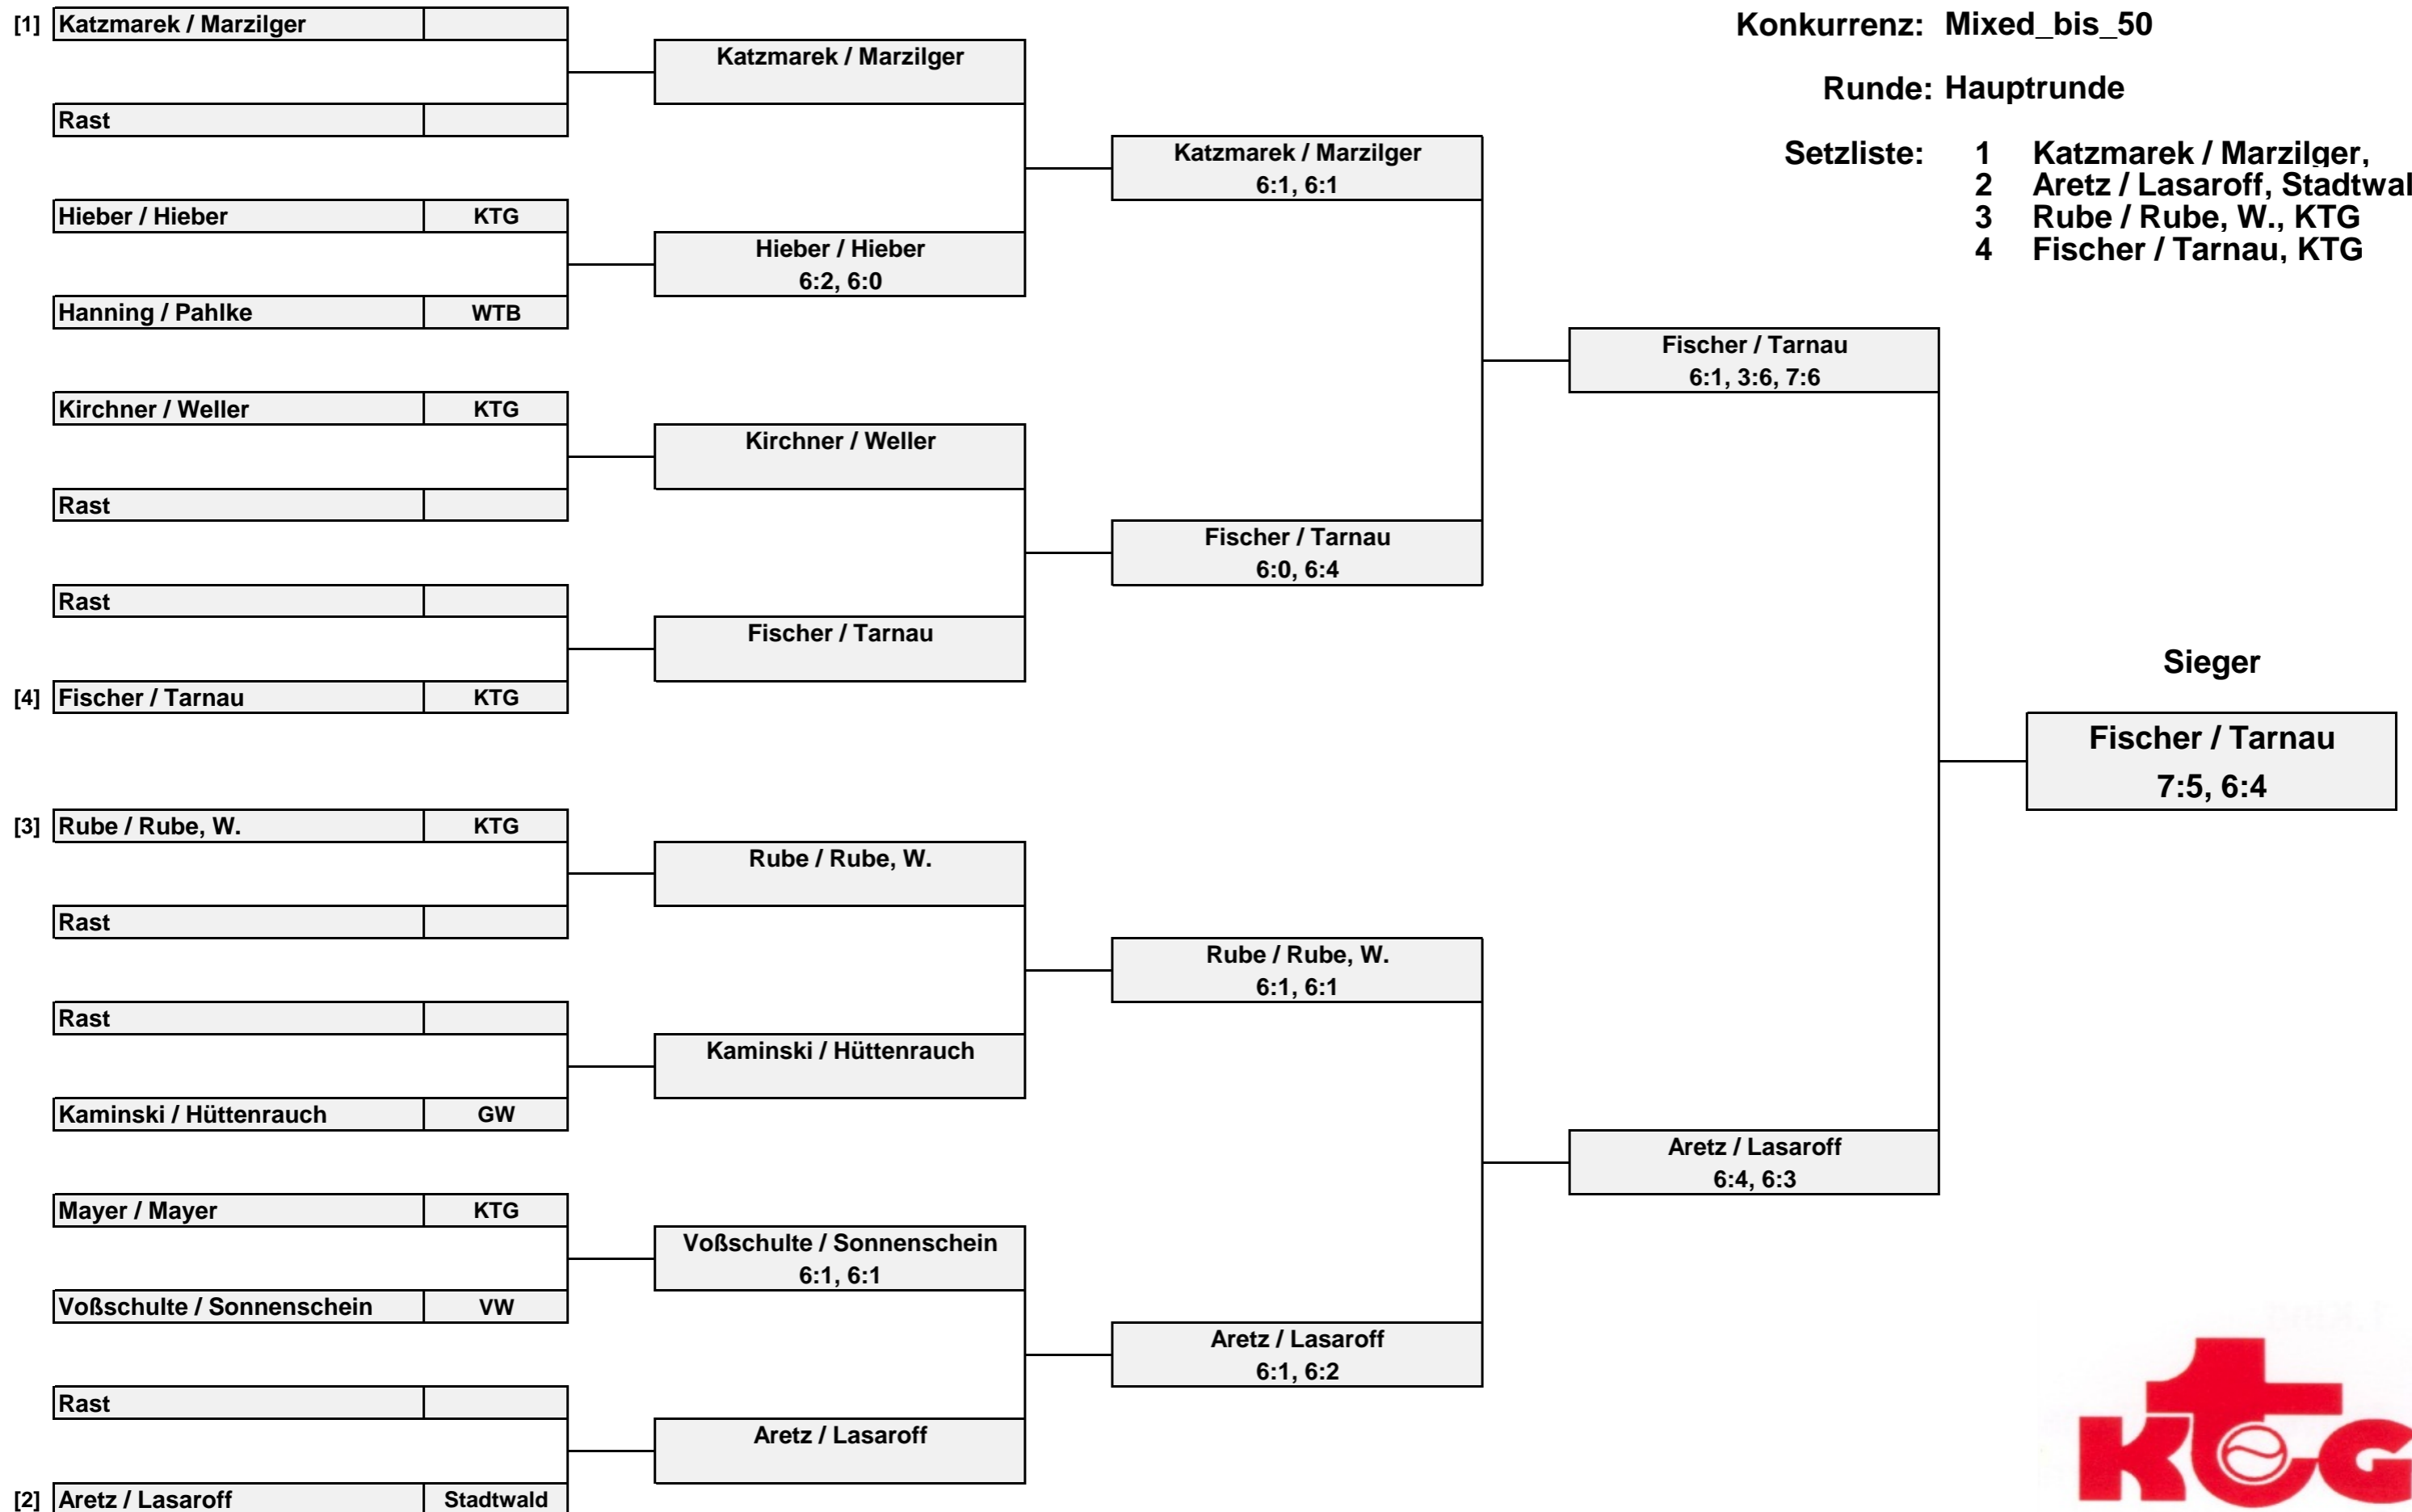 Konkurrenz: Mixed_bis_50
Runde: Hauptrunde
Setzliste: 1 Katzmarek / Marzilger,
2 Aretz / Lasaroff, Stadtwal
3 Rube / Rube, W., KTG
4 Fischer / Tarnau, KTG
[1] Katzmarek / Marzilger
Rast
Hieber / Hieber KTG
Hanning / Pahlke WTB
Kirchner / Weller KTG
Rast
Rast
[4] Fischer / Tarnau KTG
[3] Rube / Rube, W. KTG
Rast
Rast
Kaminski / Hüttenrauch GW
Mayer / Mayer KTG
Voßschulte / Sonnenschein VW
Rast
[2] Aretz / Lasaroff Stadtwald
Katzmarek / Marzilger
Hieber / Hieber
6:2, 6:0
Kirchner / Weller
Fischer / Tarnau
Rube / Rube, W.
Kaminski / Hüttenrauch
Voßschulte / Sonnenschein
6:1, 6:1
Aretz / Lasaroff
Katzmarek / Marzilger
6:1, 6:1
Fischer / Tarnau
6:0, 6:4
Rube / Rube, W.
6:1, 6:1
Aretz / Lasaroff
6:1, 6:2
Fischer / Tarnau
6:1, 3:6, 7:6
Aretz / Lasaroff
6:4, 6:3
Sieger
Fischer / Tarnau
7:5, 6:4
KtG